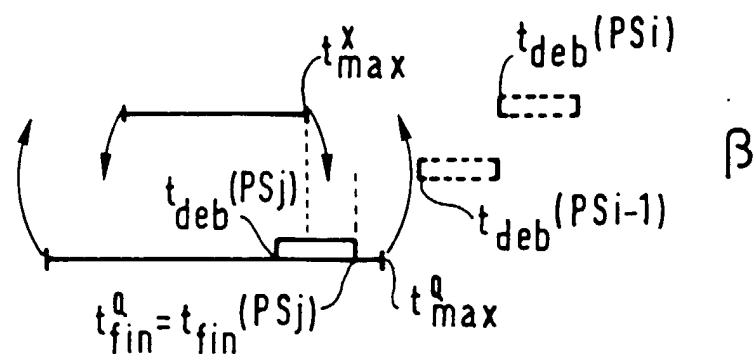 t_deb(PSi)
t^x_max
β
t_deb(PSj)
t_deb(PSi-1)
t^a_fin = t_fin(PSj)
t^a_max